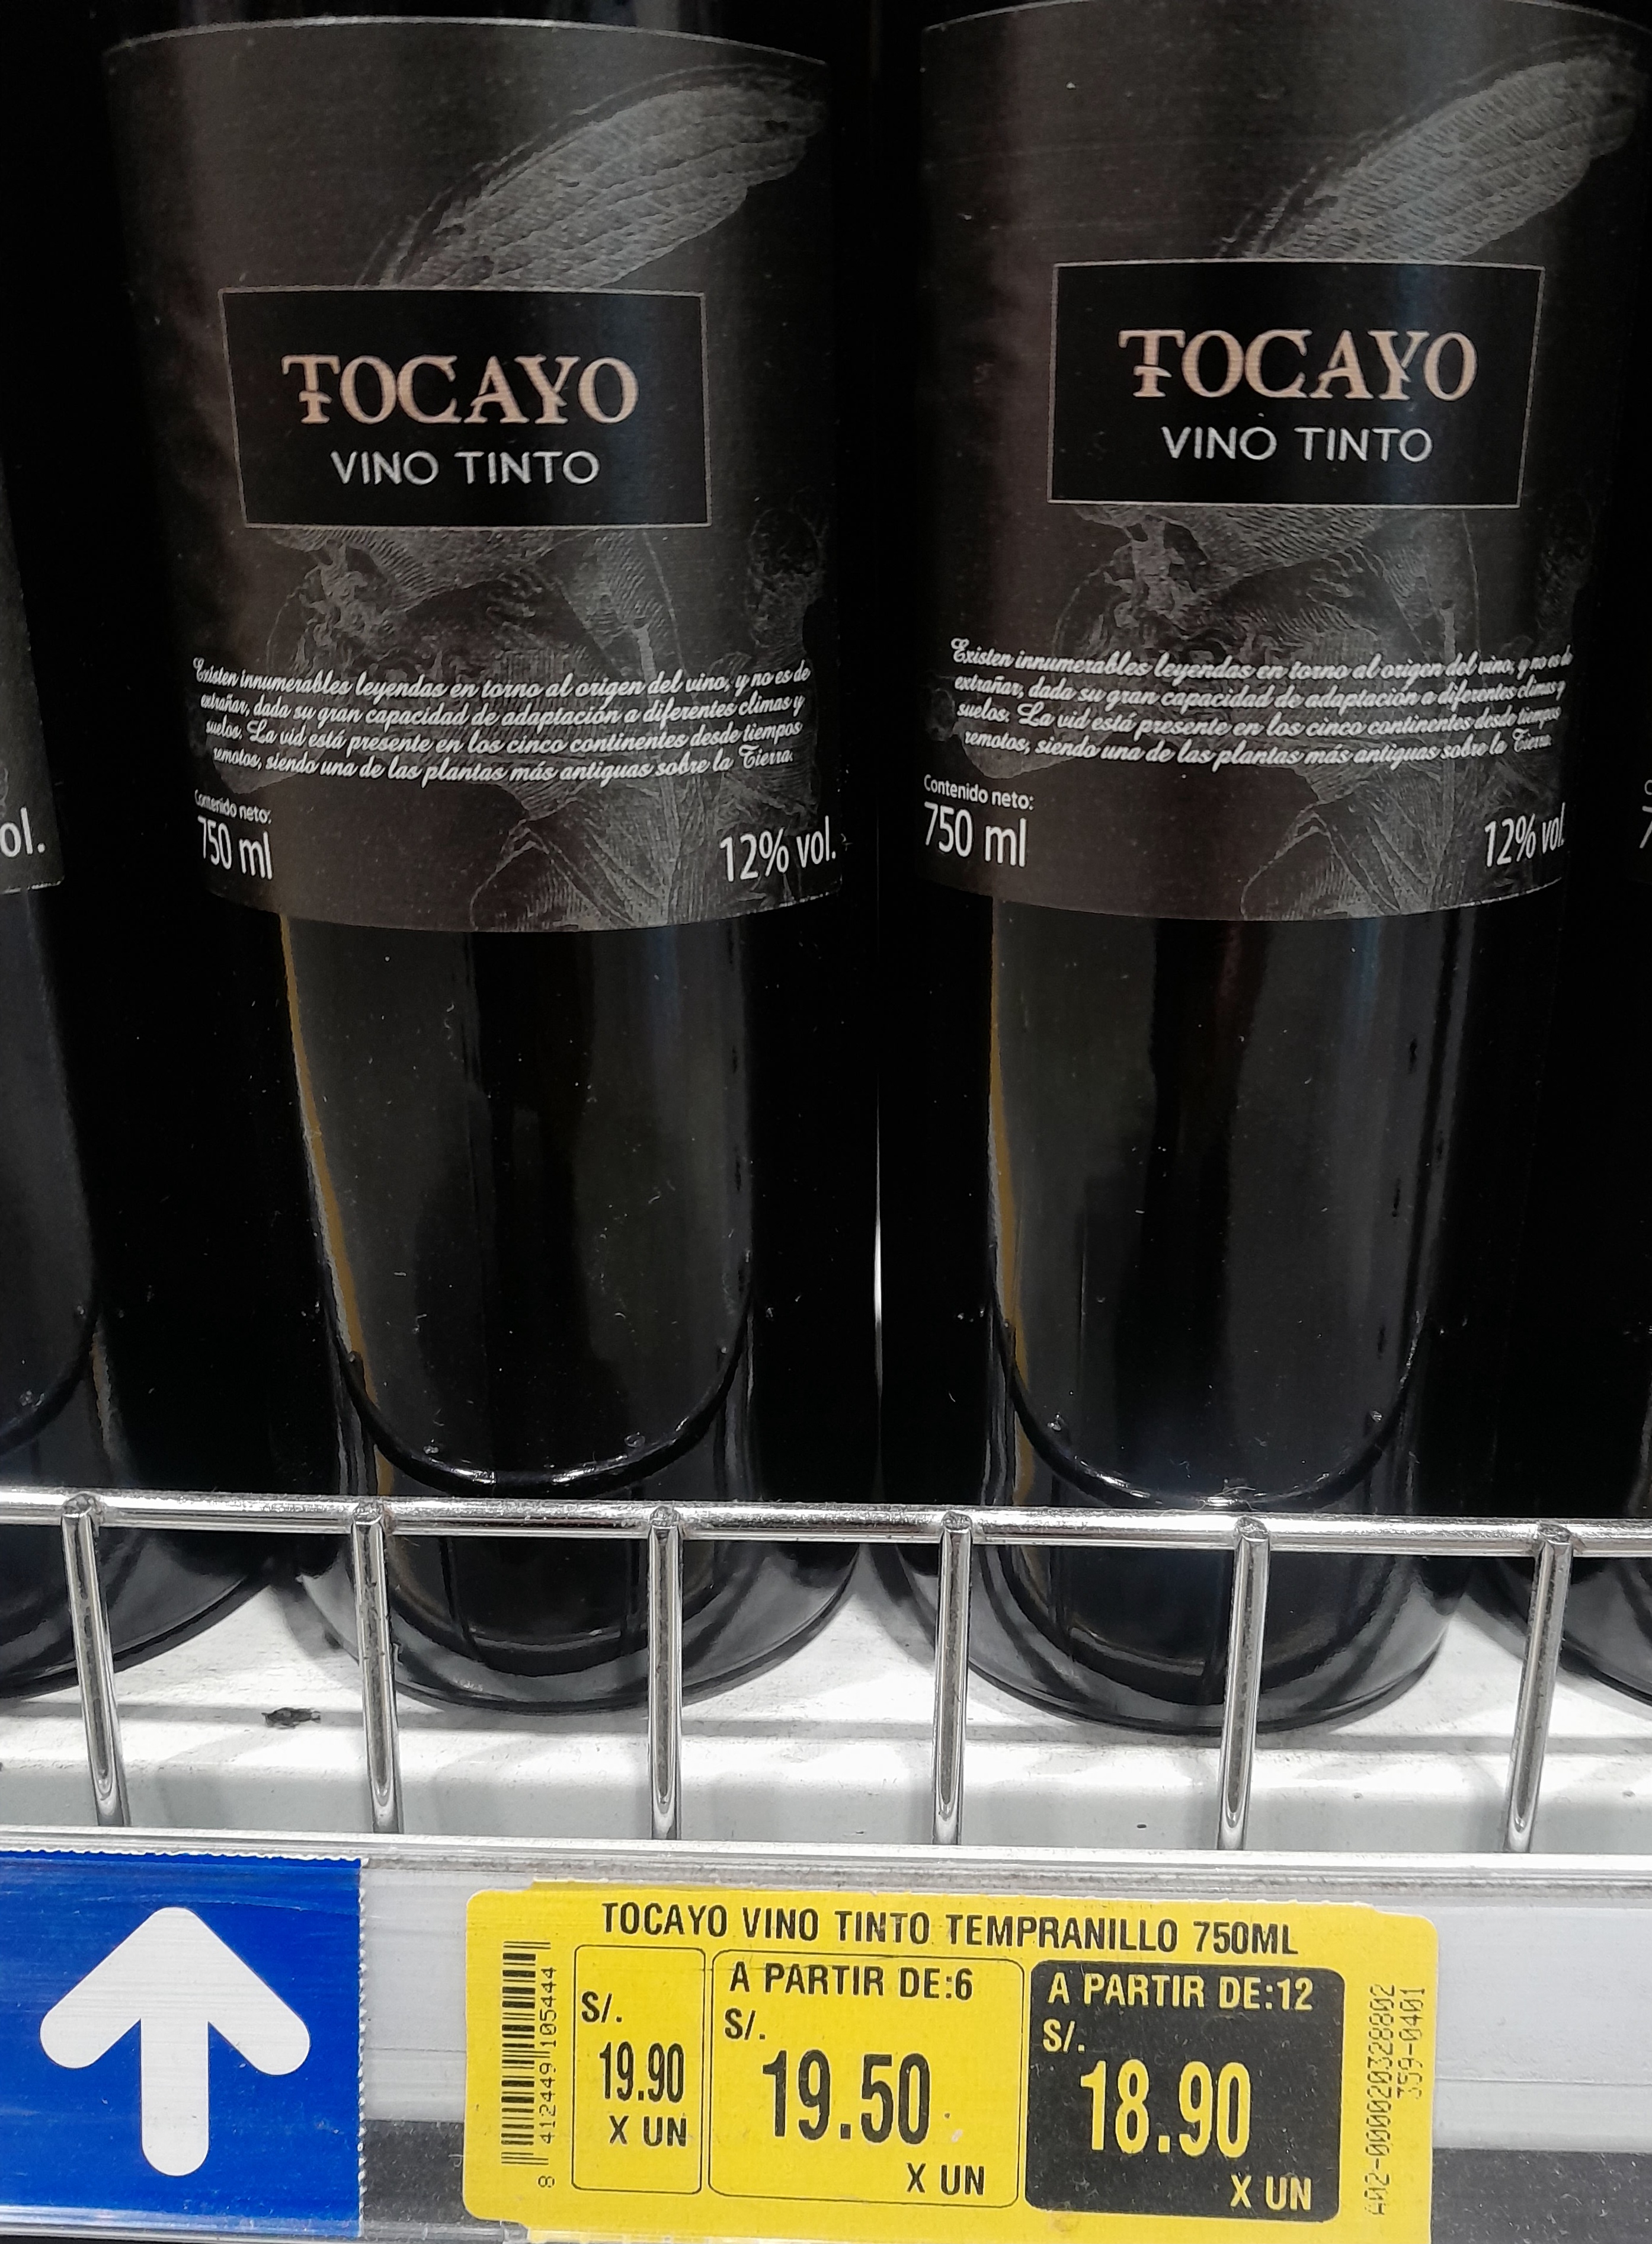 TOCAYO
VINO TINTO
Existen innumerables leyendas en torno al origen del vino, y no es de
extrañar, dada su gran capacidad de adaptación a diferentes climas y
suelos. La vid está presente en los cinco continentes desde tiempos
remotos, siendo una de las plantas más antiguas sobre la Tierra.
Contenido neto:
750 ml
12% vol.
TOCAYO
VINO TINTO
Existen innumerables leyendas en torno al origen del vino, y no es de
extrañar, dada su gran capacidad de adaptación a diferentes climas y
suelos. La vid está presente en los cinco continentes desde tiempos
remotos, siendo una de las plantas más antiguas sobre la Tierra.
Contenido neto:
750 ml
12% vol.
ol.
TOCAYO VINO TINTO TEMPRANILLO 750ML
8 412449 105444
S/.
19.90
X UN
A PARTIR DE:6
S/.
19.50
X UN
A PARTIR DE:12
S/.
18.90
X UN
A02-0000020328802
359-0401